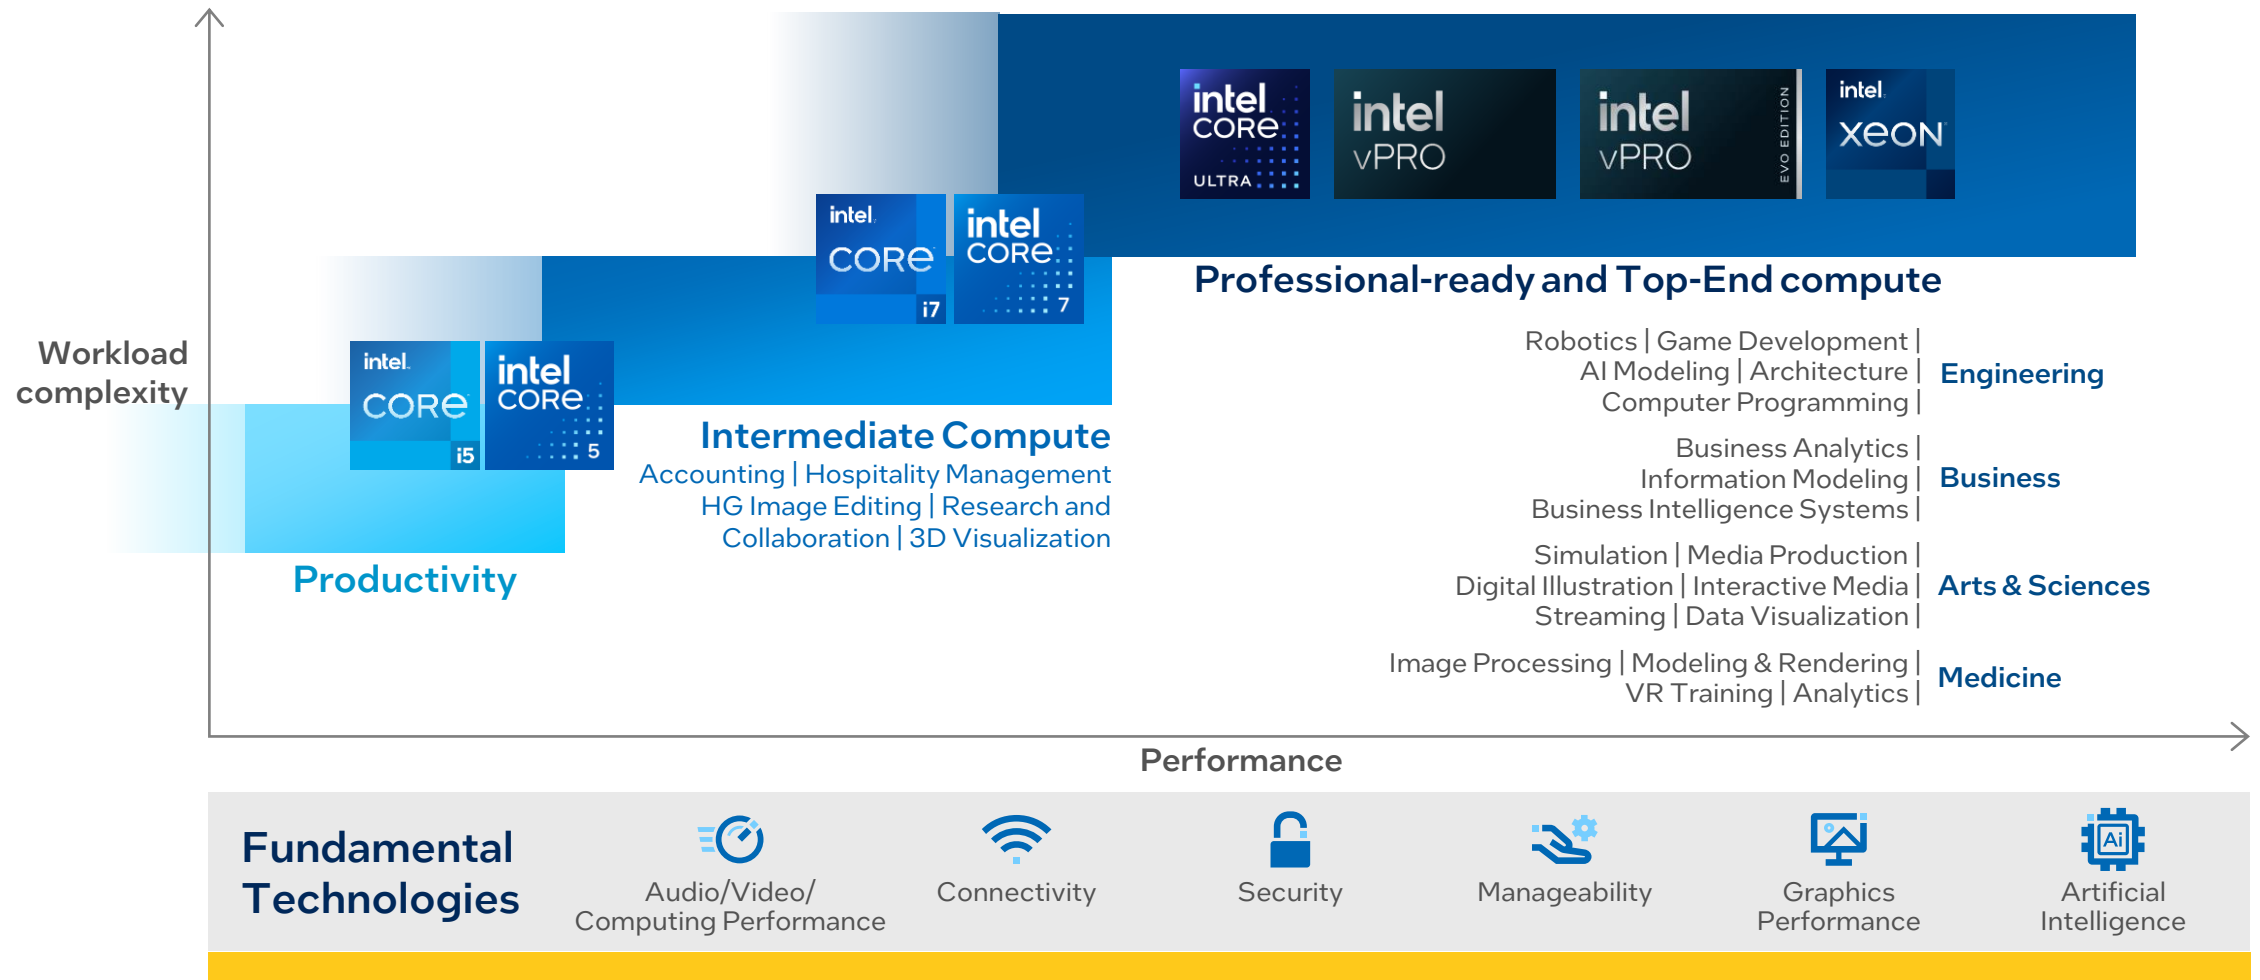 intel
CORE
ULTRA
intel
vPRO
intel
vPRO
EVO EDITION
intel
xeon
intel
CORE
i7
intel
CORE
7
Professional-ready and Top-End compute
Robotics | Game Development |
AI Modeling | Architecture |
Computer Programming |
Engineering
Business Analytics |
Information Modeling |
Business Intelligence Systems |
Business
Simulation | Media Production |
Digital Illustration | Interactive Media |
Streaming | Data Visualization |
Arts & Sciences
Image Processing | Modeling & Rendering |
VR Training | Analytics |
Medicine
Workload
complexity
intel
CORE
i5
intel
CORE
5
Intermediate Compute
Accounting | Hospitality Management
HG Image Editing | Research and
Collaboration | 3D Visualization
Productivity
Performance
Fundamental
Technologies
Audio/Video/
Computing Performance
Connectivity
Security
Manageability
Graphics
Performance
Ai
Artificial
Intelligence